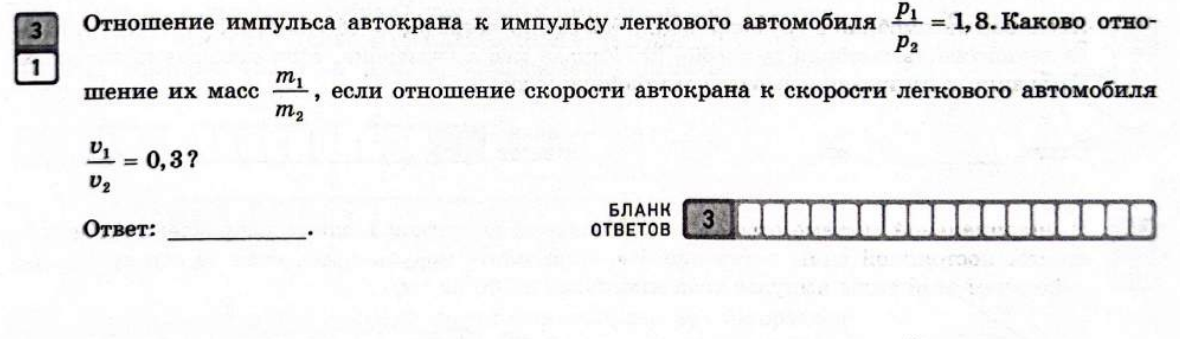 3 Отношение импульса автокрана к импульсу легкового автомобиля p₁/p₂ = 1,8. Каково отно-
1 шение их масс m₁/m₂, если отношение скорости автокрана к скорости легкового автомобиля
v₁/v₂ = 0,3?
Ответ: ___________.
БЛАНК
ОТВЕТОВ 3